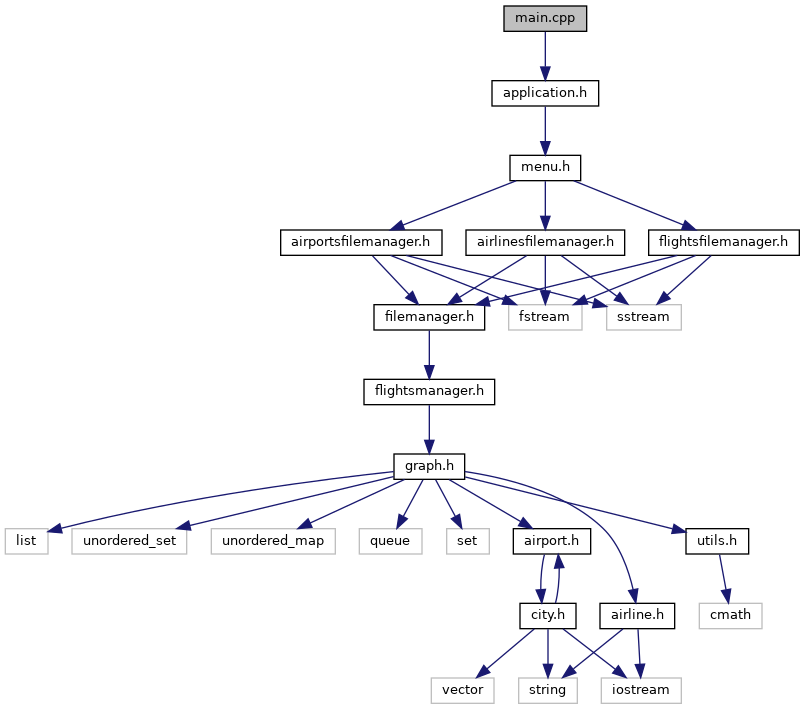 main.cpp
application.h
menu.h
airportsfilemanager.h
airlinesfilemanager.h
flightsfilemanager.h
filemanager.h
fstream
sstream
flightsmanager.h
graph.h
list
unordered_set
unordered_map
queue
set
airport.h
utils.h
city.h
airline.h
cmath
vector
string
iostream